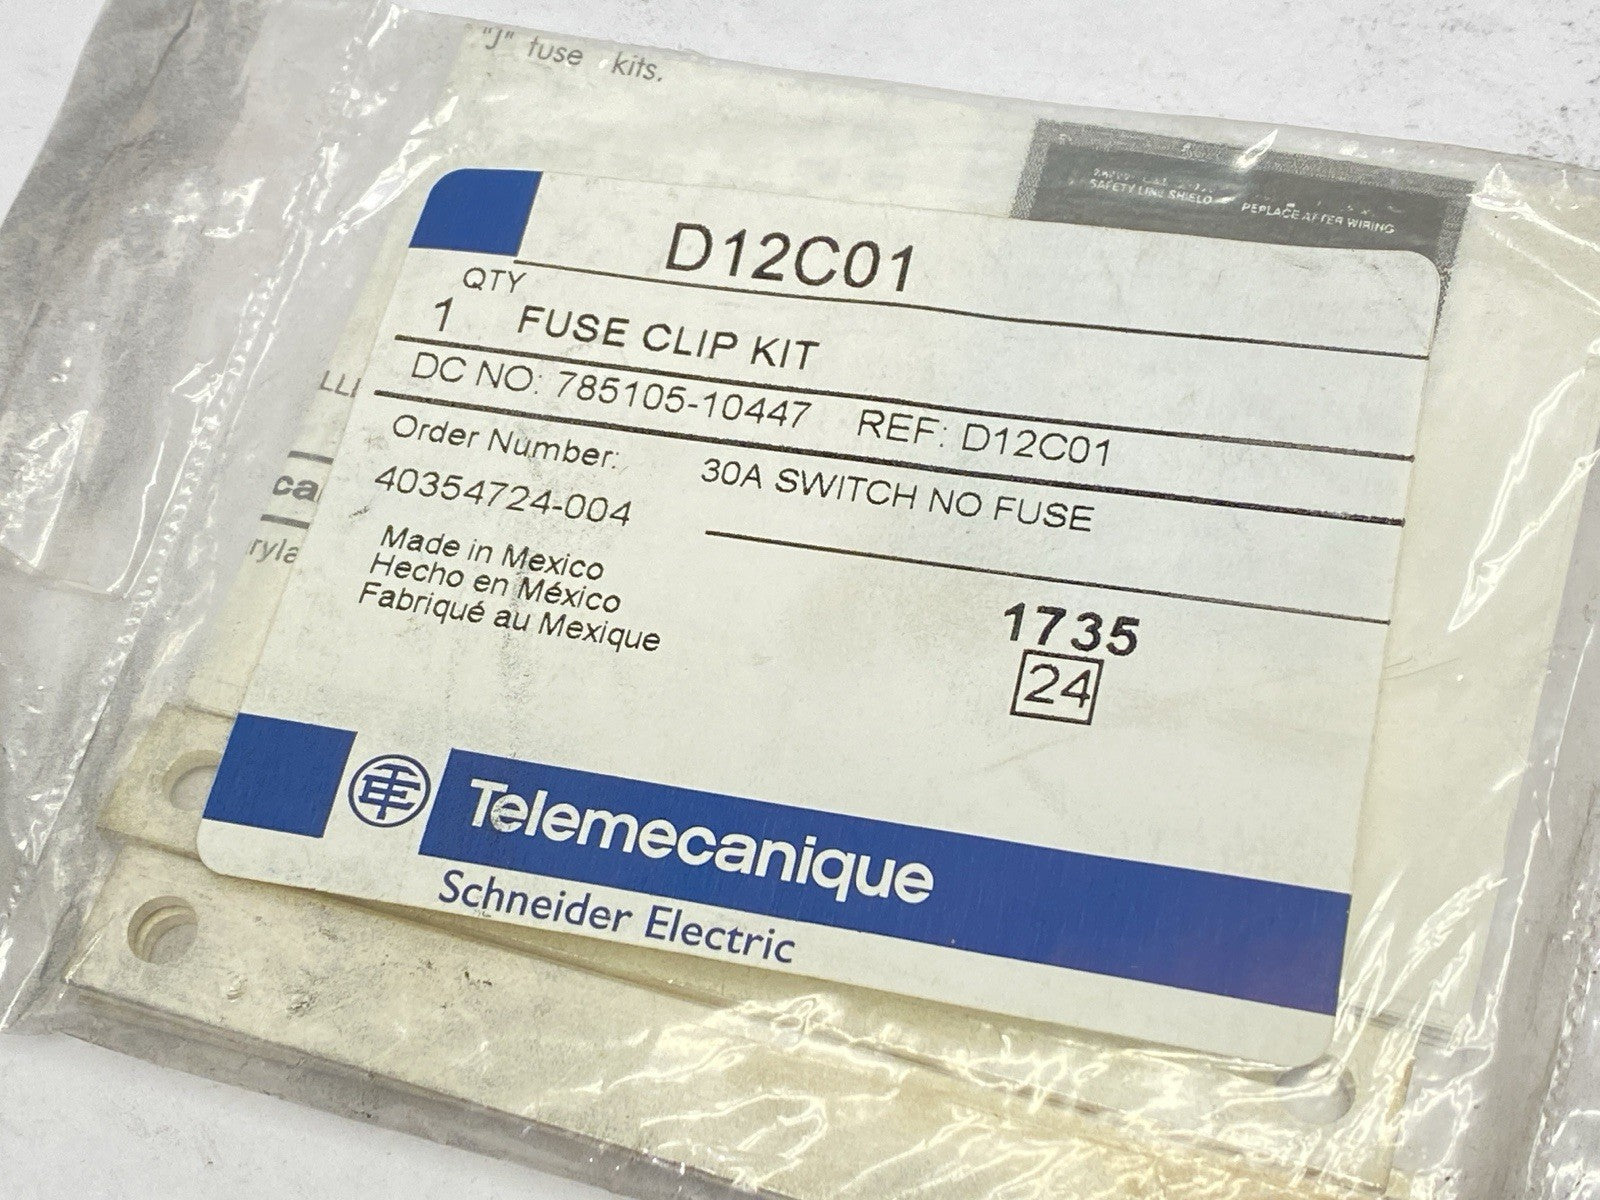 "J" fuse kits.
SAFETY LINE SHIELD REPLACE AFTER WIRING
D12C01
QTY
1 FUSE CLIP KIT
DC NO: 785105-10447 REF: D12C01
Order Number: 30A SWITCH NO FUSE
40354724-004
Made in Mexico
Hecho en México
Fabriqué au Mexique
1735
24
TE
Telemecanique
Schneider Electric